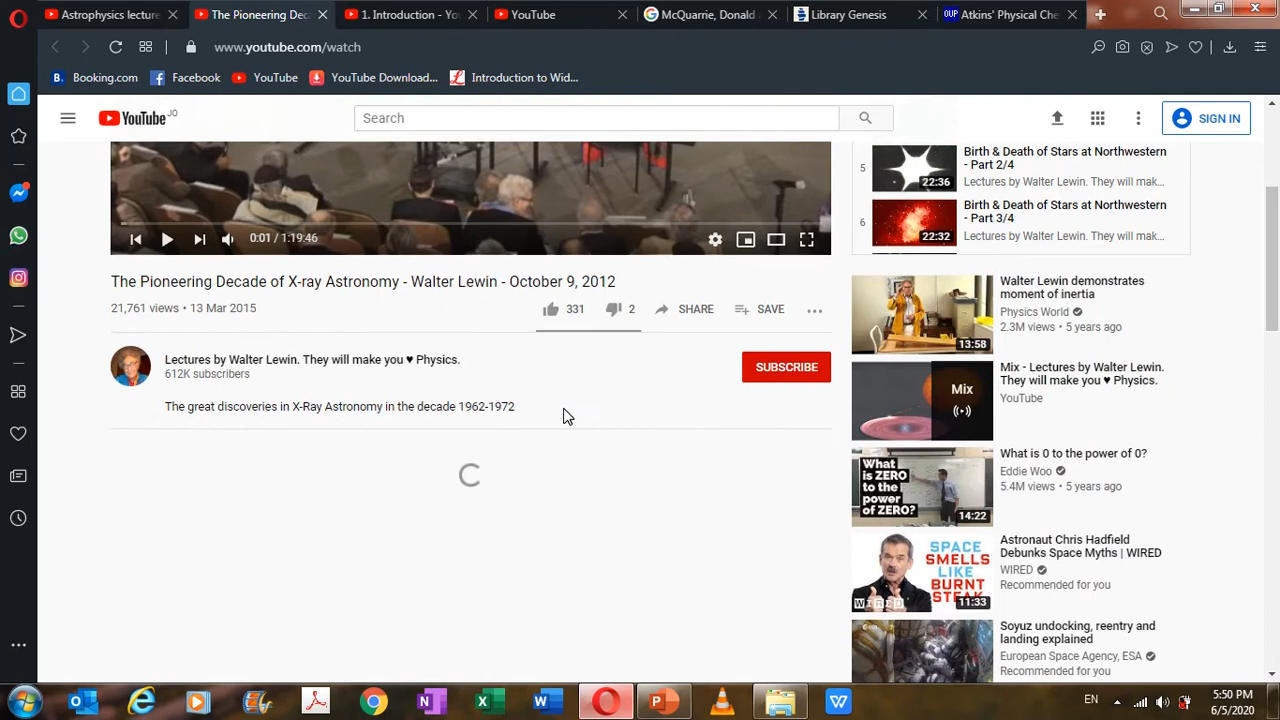 Astrophysics lecture
The Pioneering Deca
1. Introduction - You
YouTube
McQuarrie, Donald A
Library Genesis
OUP
Atkins' Physical Che
www.youtube.com/watch
B.
Booking.com
Facebook
YouTube
YouTube Download...
Introduction to Wid...
YouTube JO
Search
SIGN IN
0:01 / 1:19:46
The Pioneering Decade of X-ray Astronomy - Walter Lewin - October 9, 2012
21,761 views • 13 Mar 2015
331
2
SHARE
SAVE
Lectures by Walter Lewin. They will make you ♥ Physics.
612K subscribers
SUBSCRIBE
The great discoveries in X-Ray Astronomy in the decade 1962-1972
5
22:36
Birth & Death of Stars at Northwestern
- Part 2/4
Lectures by Walter Lewin. They will mak...
6
22:32
Birth & Death of Stars at Northwestern
- Part 3/4
Lectures by Walter Lewin. They will mak...
13:58
Walter Lewin demonstrates
moment of inertia
Physics World
2.3M views • 5 years ago
Mix
Mix - Lectures by Walter Lewin.
They will make you ♥ Physics.
YouTube
What
is ZERO
to the
power
of ZERO?
14:22
What is 0 to the power of 0?
Eddie Woo
5.4M views • 5 years ago
SPACE
SMELLS
LIKE
BURNT
STEAK
WIRED
11:33
Astronaut Chris Hadfield
Debunks Space Myths | WIRED
WIRED
Recommended for you
Soyuz undocking, reentry and
landing explained
European Space Agency, ESA
Recommended for you
EN
5:50 PM
6/5/2020